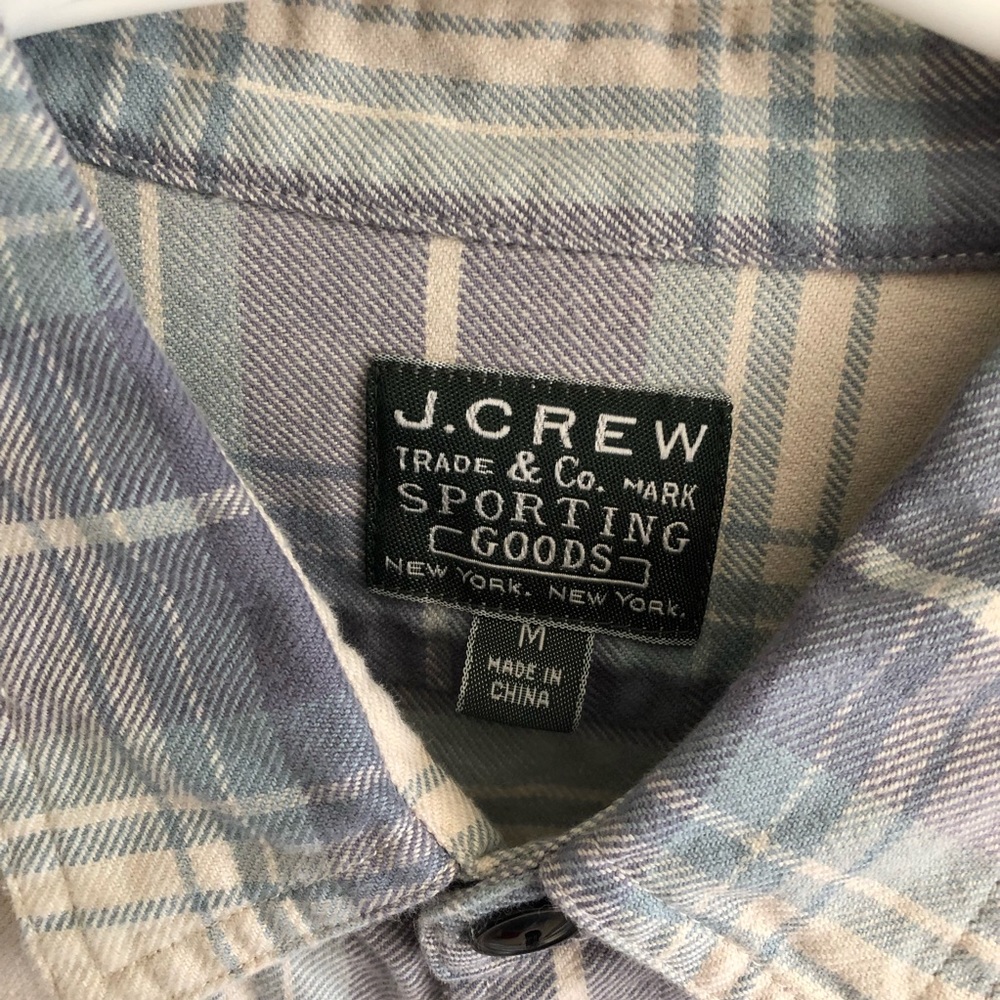 J.CREW
TRADE & Co. MARK
SPORTING
GOODS
NEW YORK. NEW YORK.
M
MADE IN
CHINA